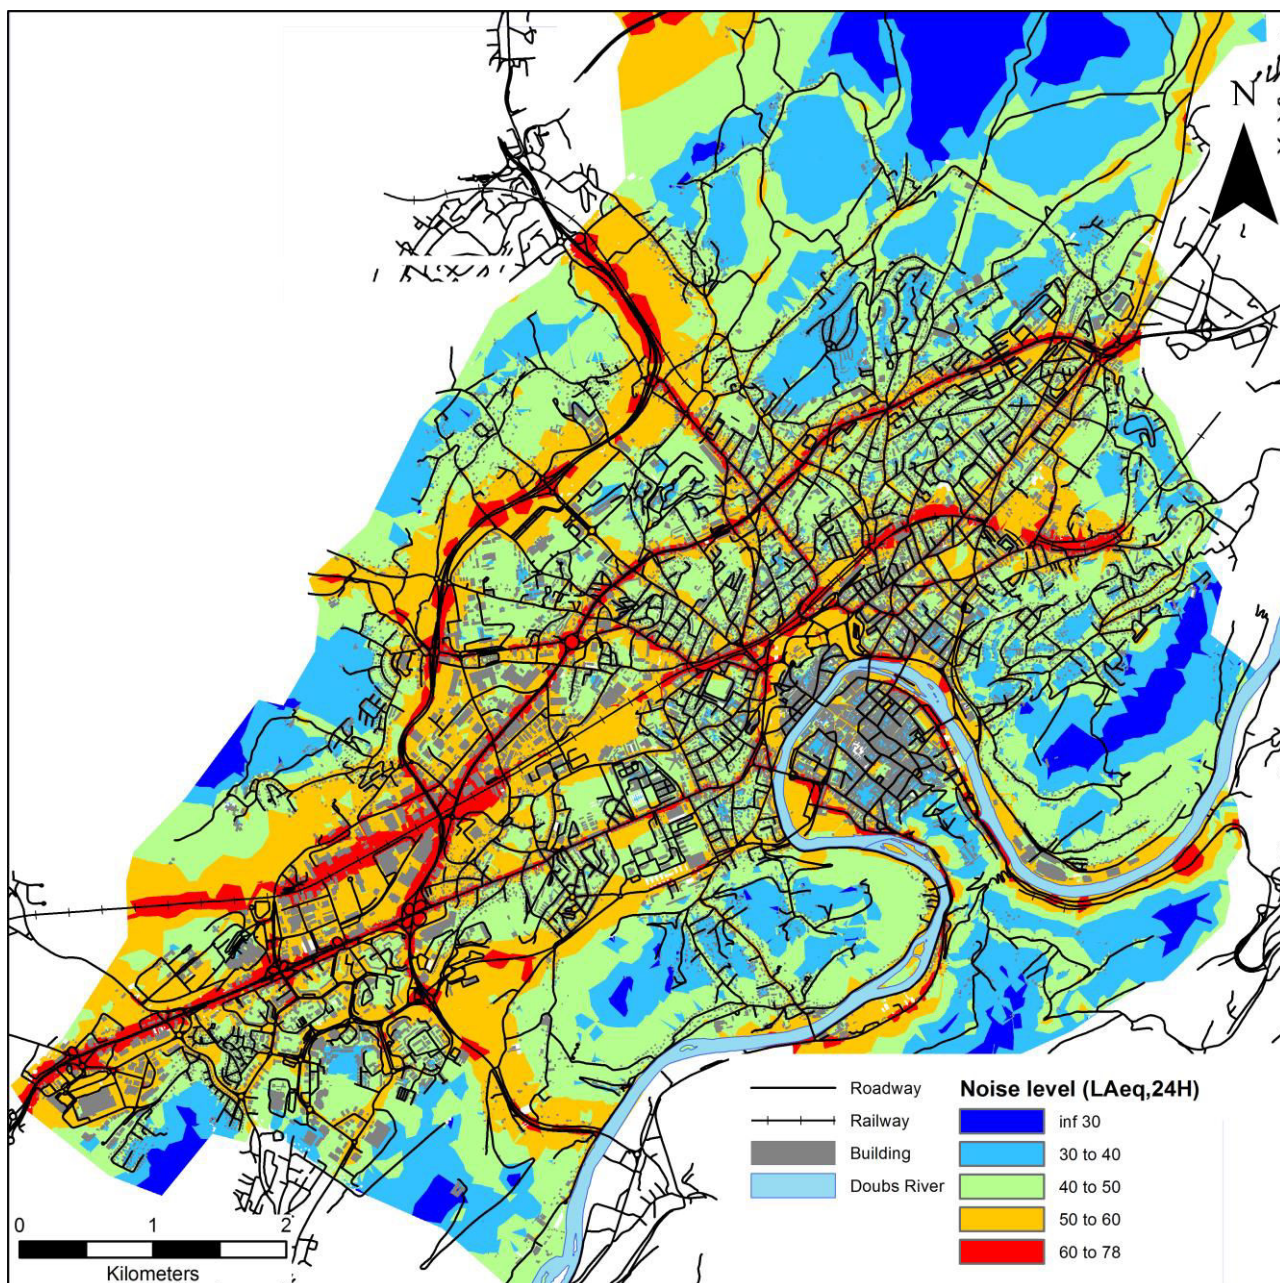 N
Roadway
Railway
Building
Doubs River
Noise level (LAeq,24H)
inf 30
30 to 40
40 to 50
50 to 60
60 to 78
0 1 2
Kilometers